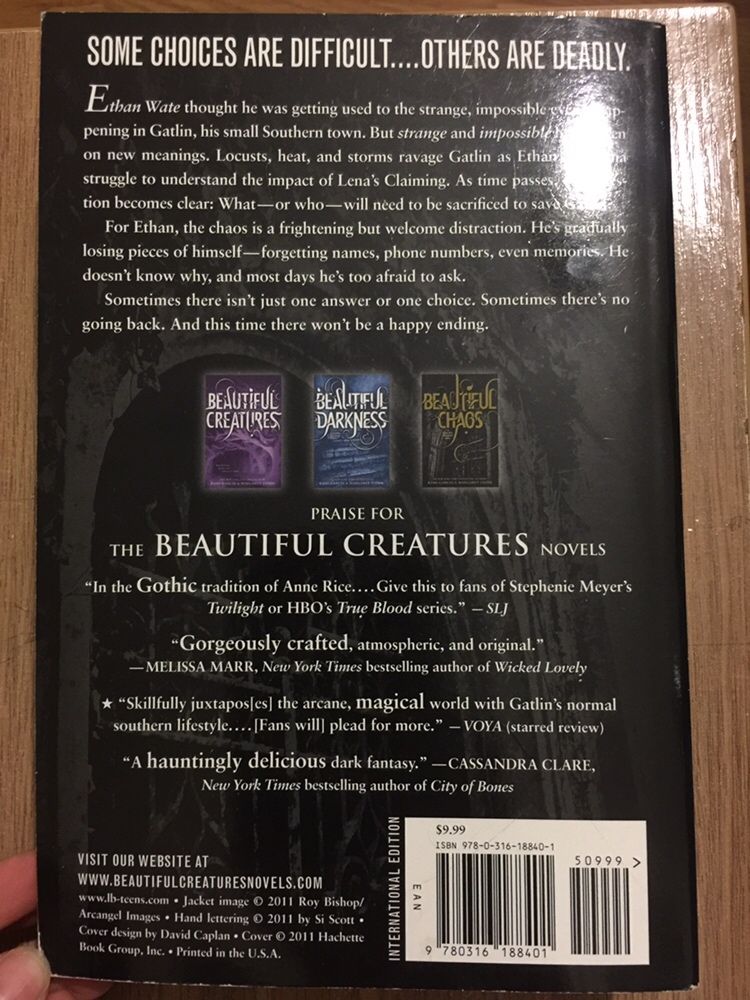 SOME CHOICES ARE DIFFICULT....OTHERS ARE DEADLY.
Ethan Wate thought he was getting used to the strange, impossible
pening in Gatlin, his small Southern town. But strange and impossible
on new meanings. Locusts, heat, and storms ravage Gatlin as Ethan
struggle to understand the impact of Lena's Claiming. As time passes,
tion becomes clear: What—or who—will need to be sacrificed to save
For Ethan, the chaos is a frightening but welcome distraction. He's gradually
losing pieces of himself—forgetting names, phone numbers, even memories. He
doesn't know why, and most days he's too afraid to ask.
Sometimes there isn't just one answer or one choice. Sometimes there's no
going back. And this time there won't be a happy ending.
BEAUTIFUL BEAUTIFUL BEAUTIFUL
CREATURES DARKNESS CHAOS
PRAISE FOR
THE BEAUTIFUL CREATURES NOVELS
“In the Gothic tradition of Anne Rice....Give this to fans of Stephenie Meyer's
Twilight or HBO's True Blood series.” —SLJ
“Gorgeously crafted, atmospheric, and original.”
—MELISSA MARR, New York Times bestselling author of Wicked Lovely
★ “Skillfully juxtapos[es] the arcane, magical world with Gatlin's normal
southern lifestyle....[Fans will] plead for more.” —VOYA (starred review)
“A hauntingly delicious dark fantasy.” —CASSANDRA CLARE,
New York Times bestselling author of City of Bones
VISIT OUR WEBSITE AT
WWW.BEAUTIFULCREATURESNOVELS.COM
www.lb-teens.com • Jacket image © 2011 Roy Bishop/
Arcangel Images • Hand lettering © 2011 by Si Scott •
Cover design by David Caplan • Cover © 2011 Hachette
Book Group, Inc. • Printed in the U.S.A.
INTERNATIONAL EDITION
EAN
$9.99
ISBN 978-0-316-18840-1
50999 >
9 780316 188401